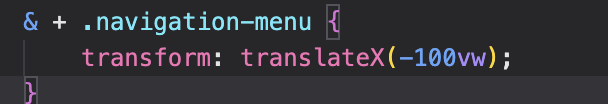 & + .navigation-menu {
transform: translateX(-100vw);
}